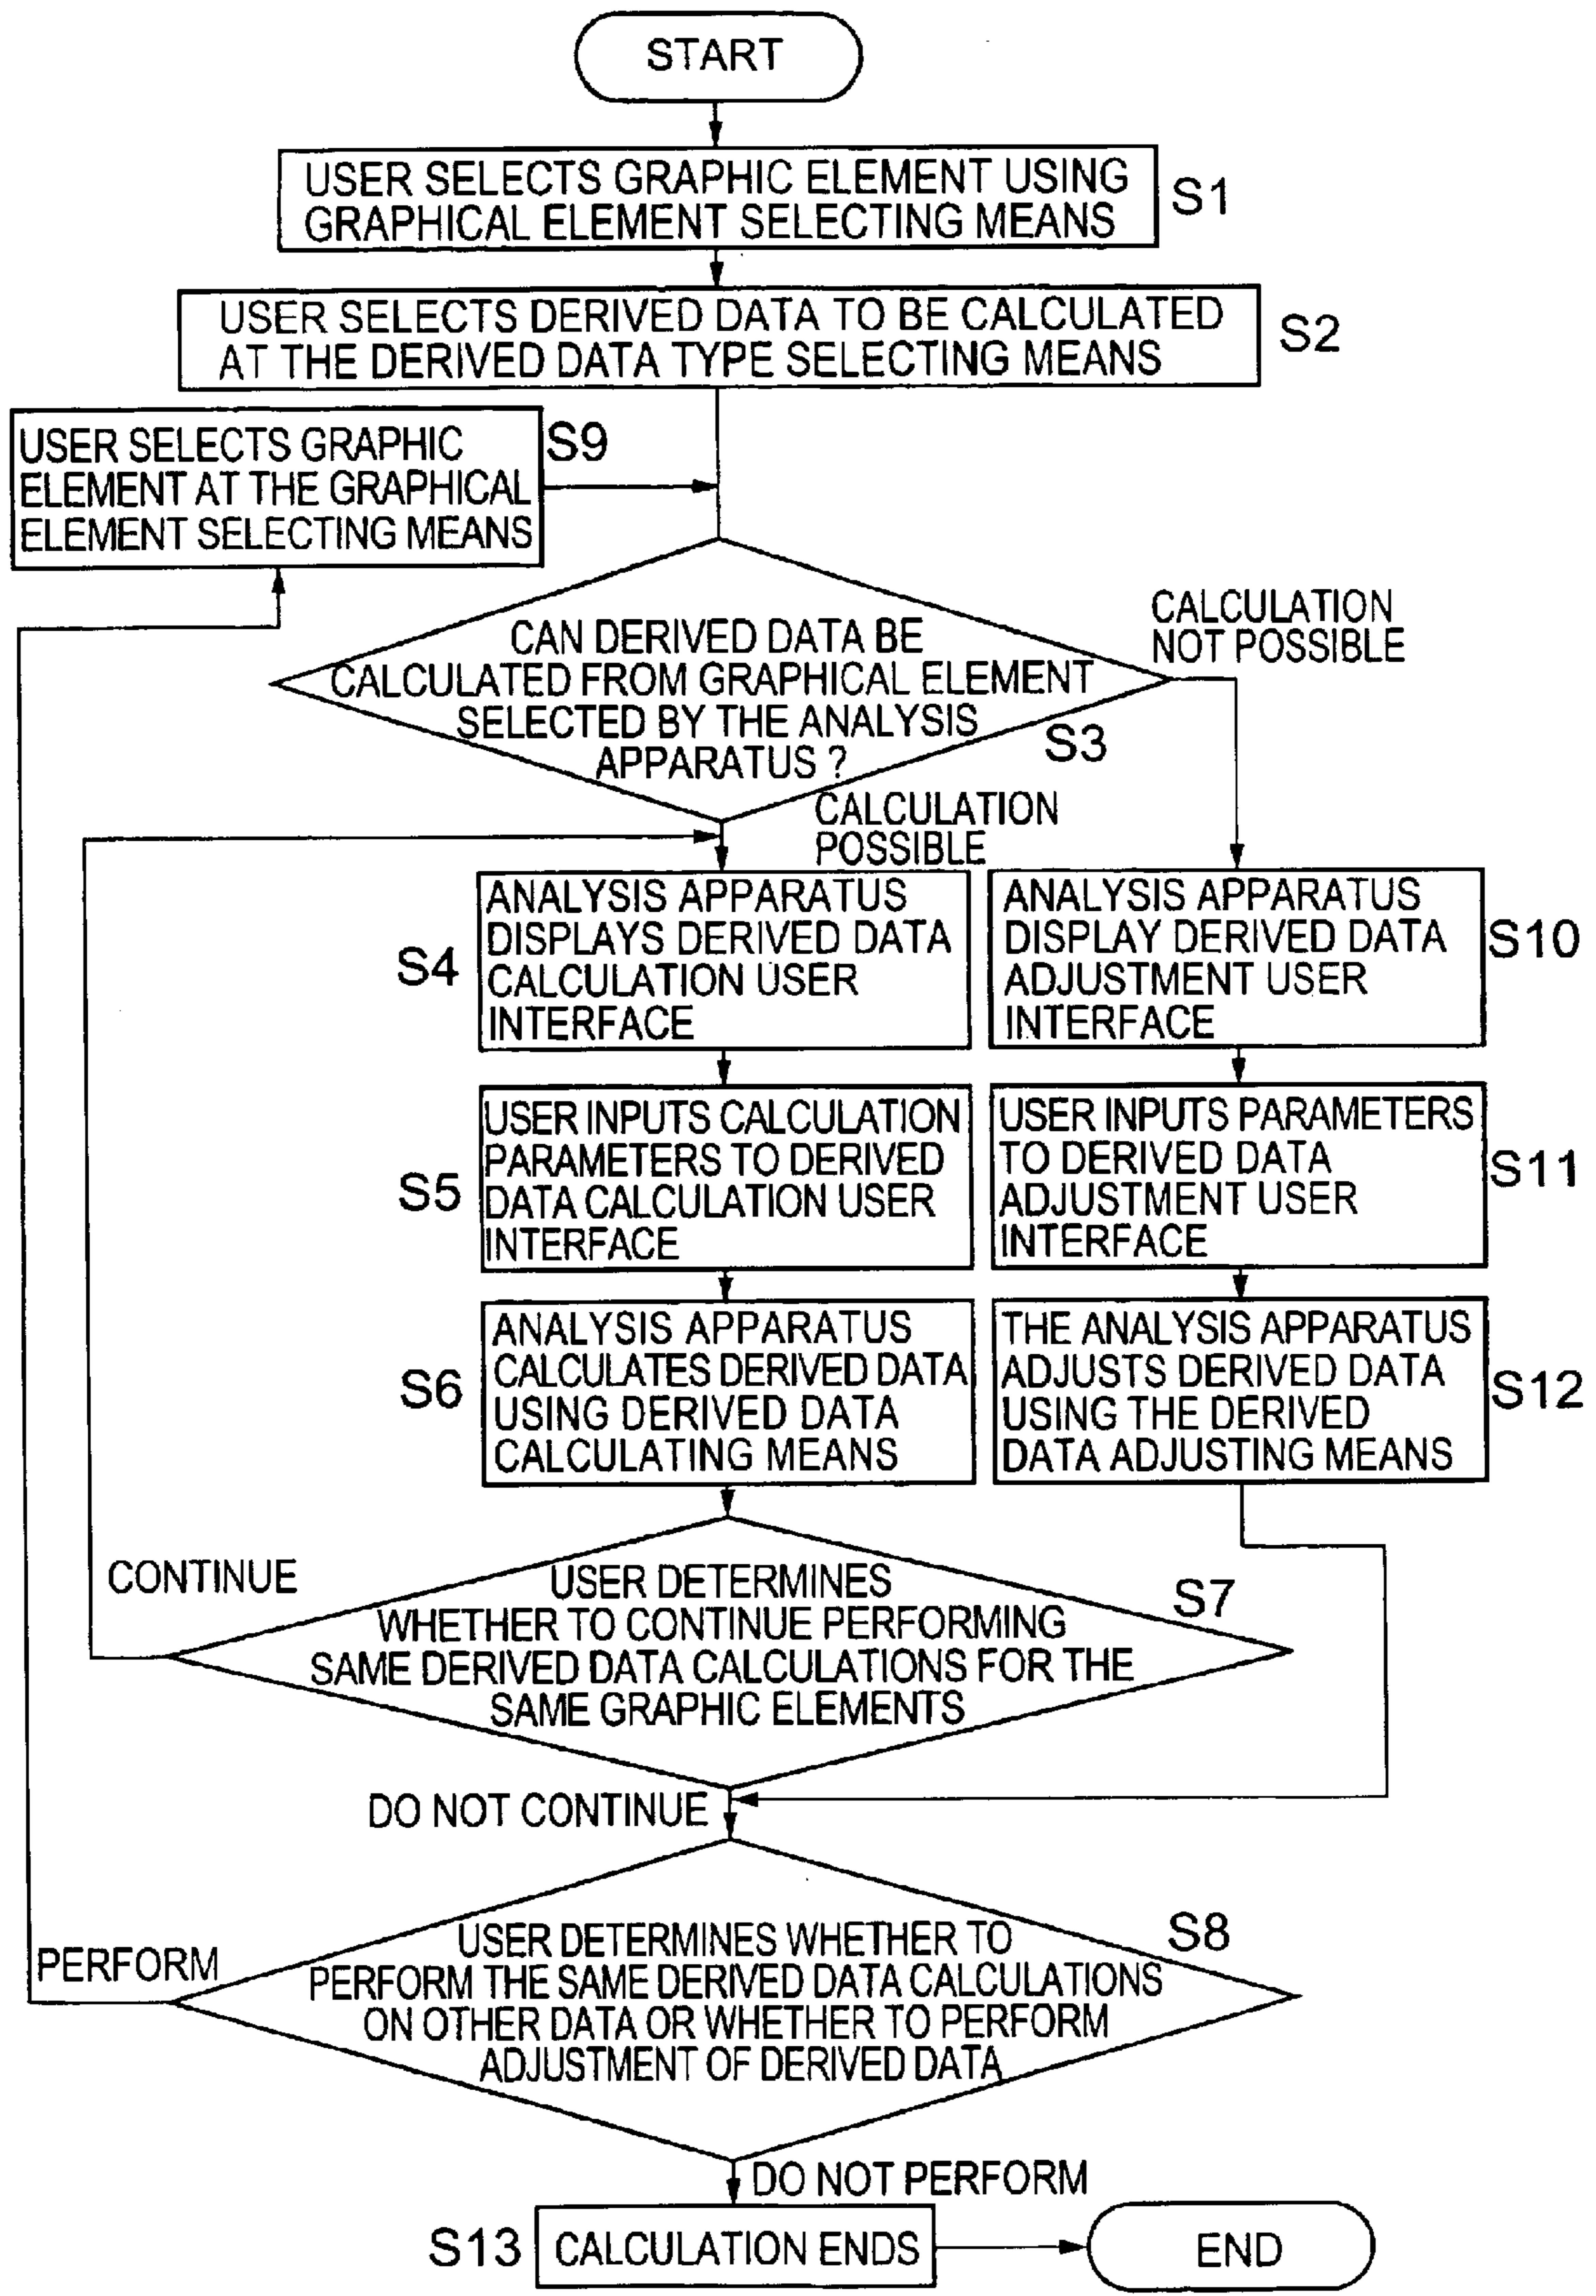 START
USER SELECTS GRAPHIC ELEMENT USING
GRAPHICAL ELEMENT SELECTING MEANS
S1
USER SELECTS DERIVED DATA TO BE CALCULATED
AT THE DERIVED DATA TYPE SELECTING MEANS
S2
USER SELECTS GRAPHIC
ELEMENT AT THE GRAPHICAL
ELEMENT SELECTING MEANS
S9
CAN DERIVED DATA BE
CALCULATED FROM GRAPHICAL ELEMENT
SELECTED BY THE ANALYSIS
APPARATUS ?
S3
CALCULATION
NOT POSSIBLE
CALCULATION
POSSIBLE
S4
ANALYSIS APPARATUS
DISPLAYS DERIVED DATA
CALCULATION USER
INTERFACE
ANALYSIS APPARATUS
DISPLAY DERIVED DATA
ADJUSTMENT USER
INTERFACE
S10
S5
USER INPUTS CALCULATION
PARAMETERS TO DERIVED
DATA CALCULATION USER
INTERFACE
USER INPUTS PARAMETERS
TO DERIVED DATA
ADJUSTMENT USER
INTERFACE
S11
S6
ANALYSIS APPARATUS
CALCULATES DERIVED DATA
USING DERIVED DATA
CALCULATING MEANS
THE ANALYSIS APPARATUS
ADJUSTS DERIVED DATA
USING THE DERIVED
DATA ADJUSTING MEANS
S12
CONTINUE
USER DETERMINES
WHETHER TO CONTINUE PERFORMING
SAME DERIVED DATA CALCULATIONS FOR THE
SAME GRAPHIC ELEMENTS
S7
DO NOT CONTINUE
PERFORM
USER DETERMINES WHETHER TO
PERFORM THE SAME DERIVED DATA CALCULATIONS
ON OTHER DATA OR WHETHER TO PERFORM
ADJUSTMENT OF DERIVED DATA
S8
DO NOT PERFORM
S13
CALCULATION ENDS
END